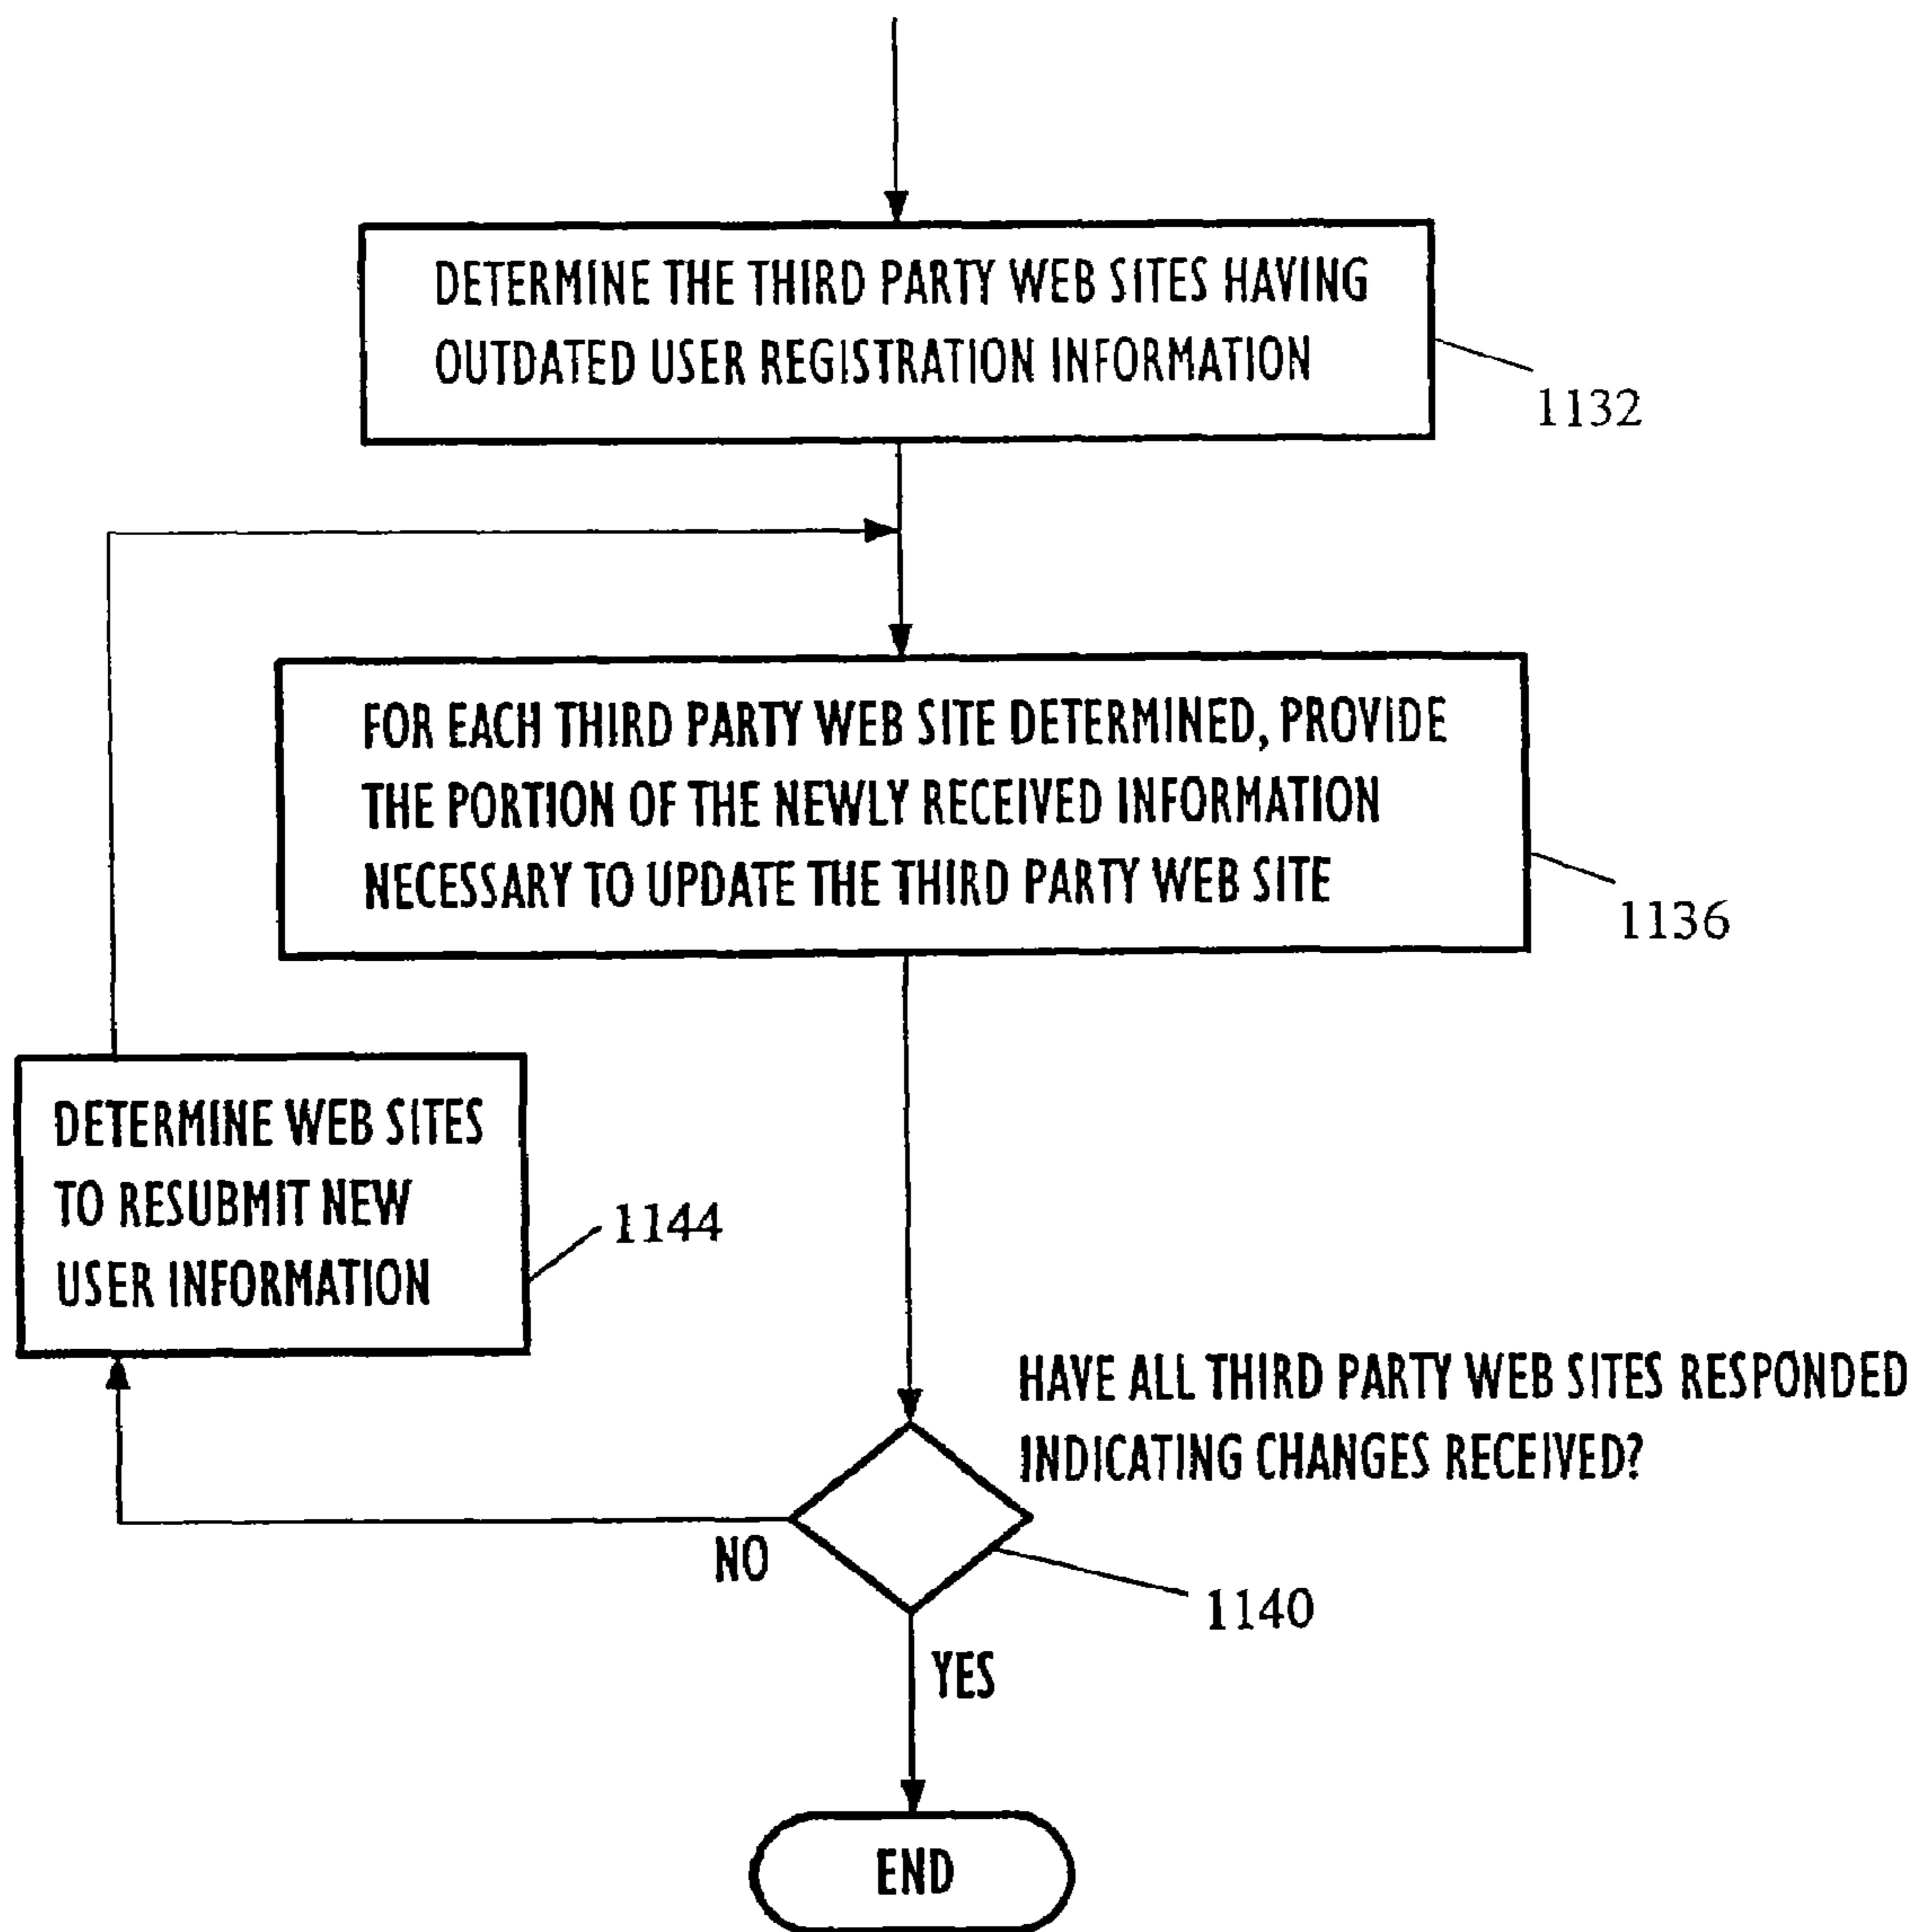 DETERMINE THE THIRD PARTY WEB SITES HAVING
OUTDATED USER REGISTRATION INFORMATION
1132
FOR EACH THIRD PARTY WEB SITE DETERMINED, PROVIDE
THE PORTION OF THE NEWLY RECEIVED INFORMATION
NECESSARY TO UPDATE THE THIRD PARTY WEB SITE
1136
DETERMINE WEB SITES
TO RESUBMIT NEW
USER INFORMATION
1144
HAVE ALL THIRD PARTY WEB SITES RESPONDED
INDICATING CHANGES RECEIVED?
NO
1140
YES
END